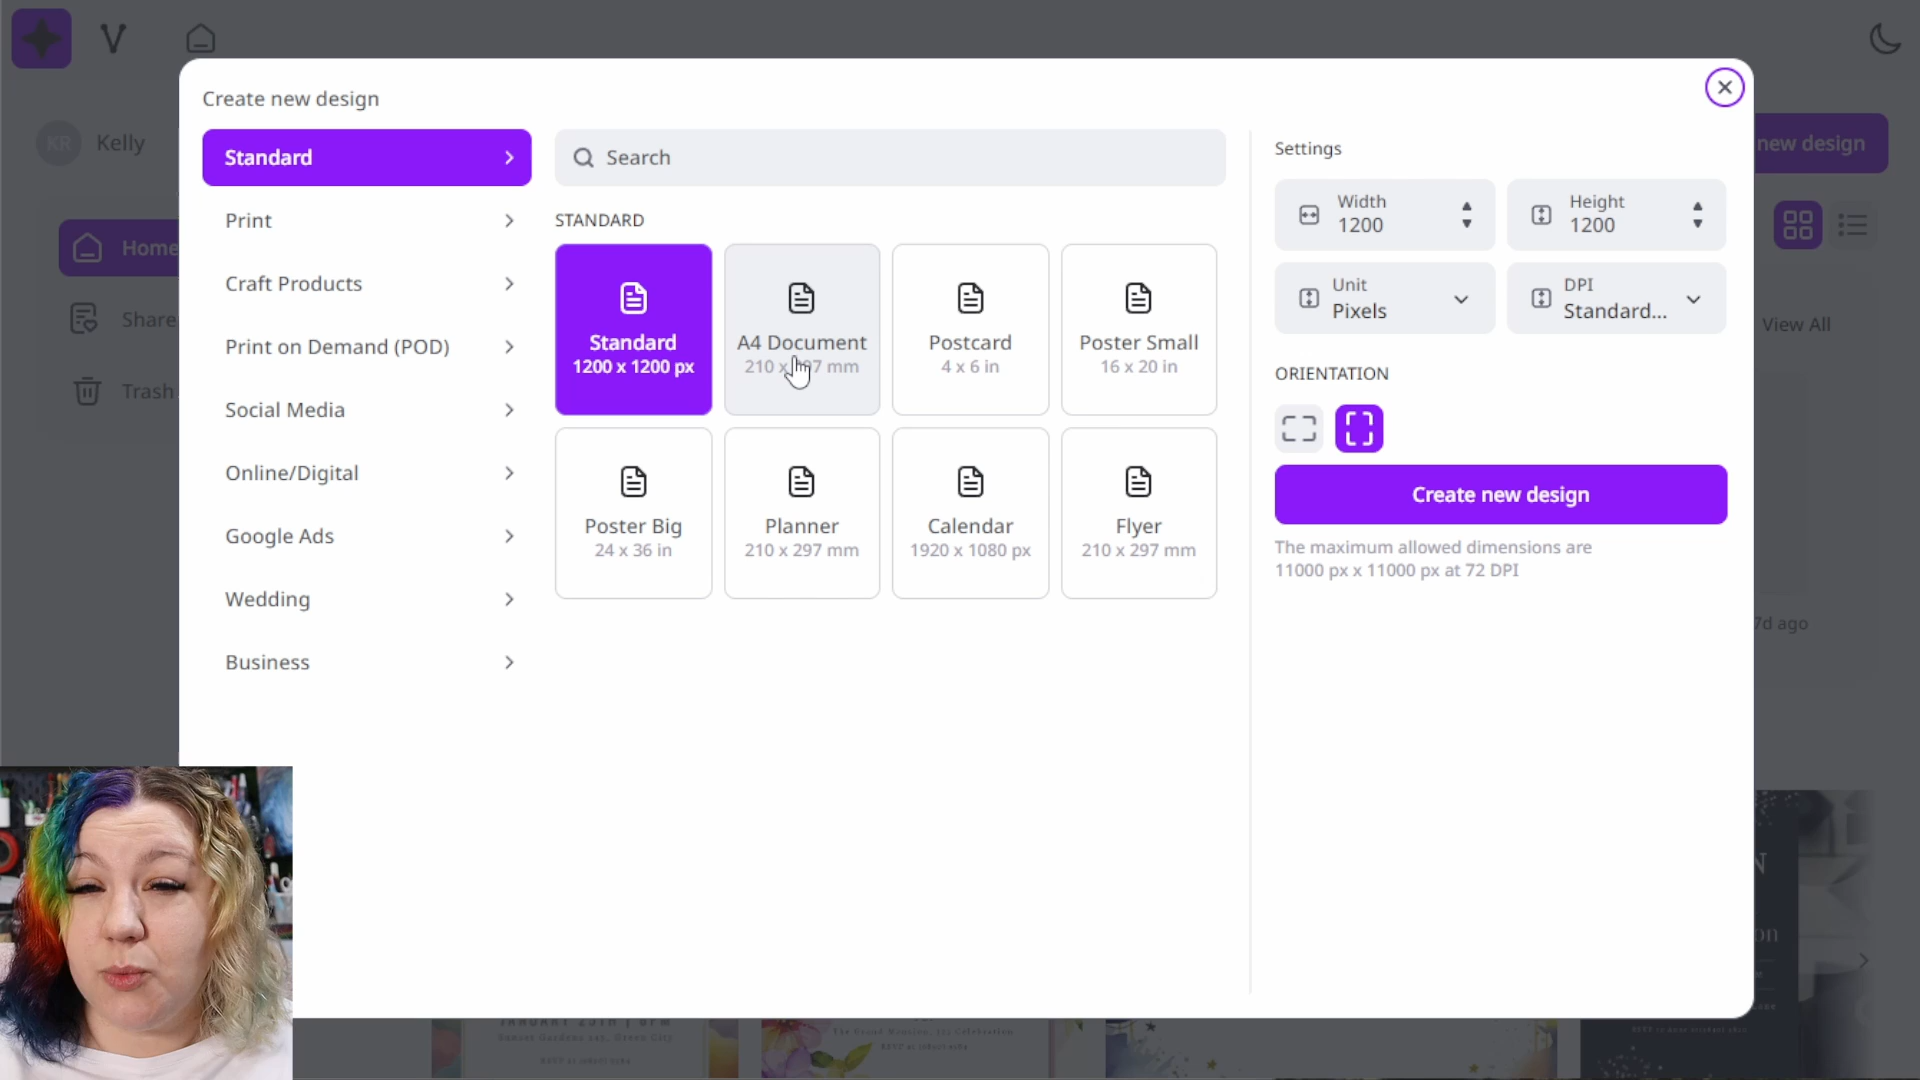 V
KR
Kelly
new design
Home
Share
Trash
View All
7d ago
Create new design
Standard
Print
Craft Products
Print on Demand (POD)
Social Media
Online/Digital
Google Ads
Wedding
Business
Search
STANDARD
Standard
1200 x 1200 px
A4 Document
210 x 297 mm
Postcard
4 x 6 in
Poster Small
16 x 20 in
Poster Big
24 x 36 in
Planner
210 x 297 mm
Calendar
1920 x 1080 px
Flyer
210 x 297 mm
Settings
Width
1200
Height
1200
Unit
Pixels
DPI
Standard...
ORIENTATION
Create new design
The maximum allowed dimensions are
11000 px x 11000 px at 72 DPI